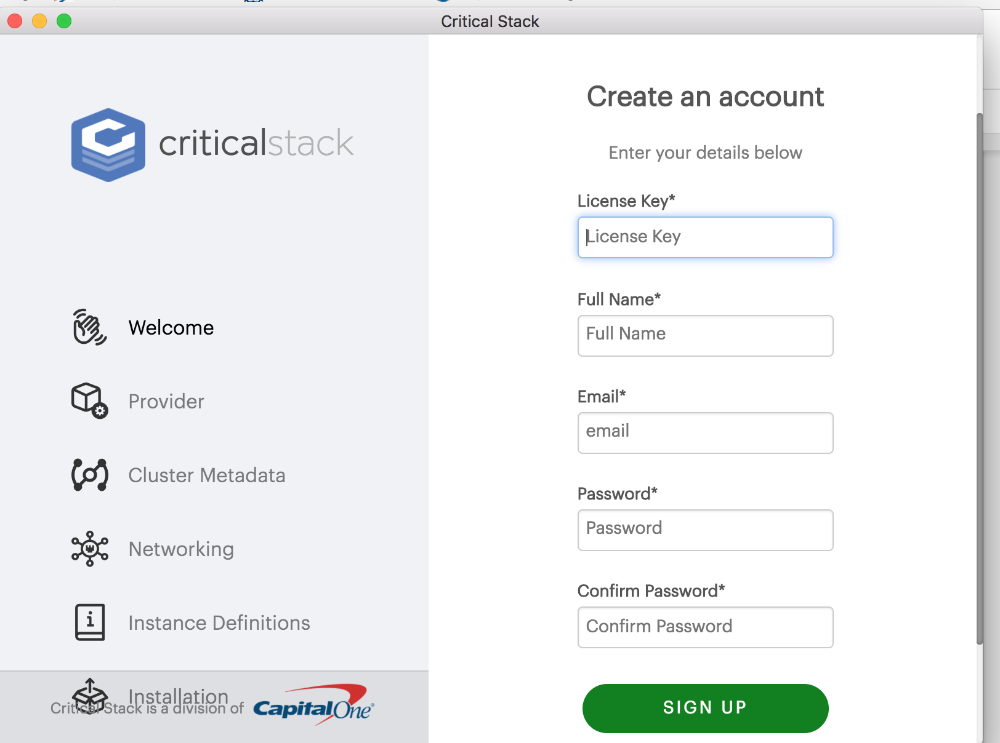 Critical Stack
criticalstack
Welcome
Provider
Cluster Metadata
Networking
Instance Definitions
Installation
Critical Stack is a division of
CapitalOne®
Create an account
Enter your details below
License Key*
License Key
Full Name*
Full Name
Email*
email
Password*
Password
Confirm Password*
Confirm Password
SIGN UP